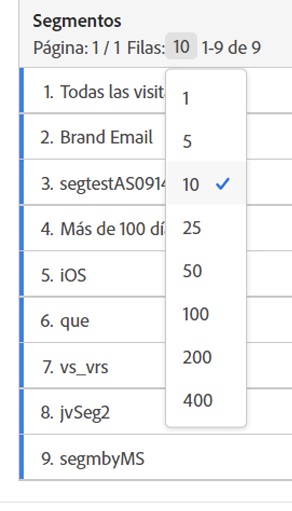 Segmentos
Página: 1 / 1 Filas: 10 1-9 de 9
1. Todas las visit
2. Brand Email
3. segtestAS0914
4. Más de 100 dí
5. iOS
6. que
7. vs_vrs
8. jvSeg2
9. segmbyMS
1
5
10
25
50
100
200
400